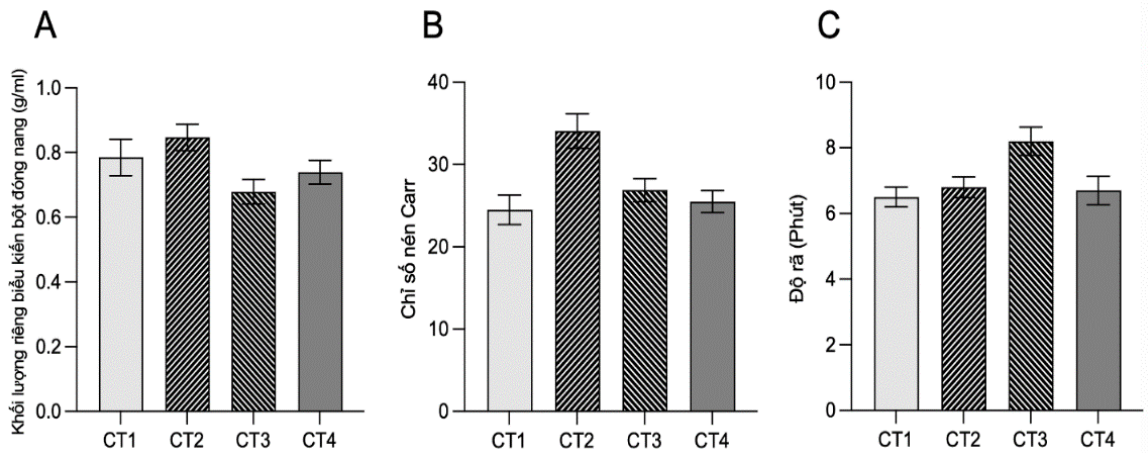 A
Khối lượng riêng biểu kiến bột đóng nang (g/ml)
1.0
0.8
0.6
0.4
0.2
0.0
CT1 CT2 CT3 CT4
B
Chỉ số nén Carr
40
30
20
10
0
CT1 CT2 CT3 CT4
C
Độ rã (Phút)
10
8
6
4
2
0
CT1 CT2 CT3 CT4